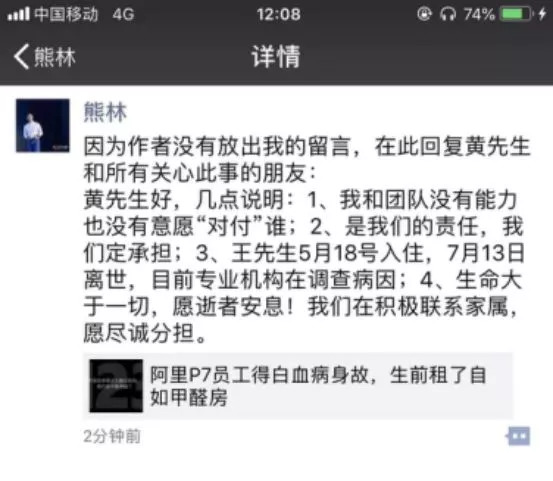 中国移动 4G 12:08 74%
熊林 详情
熊林
因为作者没有放出我的留言，在此回复黄先生
和所有关心此事的朋友：
黄先生好，几点说明：1、我和团队没有能力
也没有意愿“对付”谁；2、是我们的责任，我
们定承担；3、王先生5月18号入住，7月13日
离世，目前专业机构在调查病因；4、生命大
于一切，愿逝者安息！我们在积极联系家属，
愿尽诚分担。
阿里P7员工得白血病身故，生前租了自
如甲醛房
2分钟前